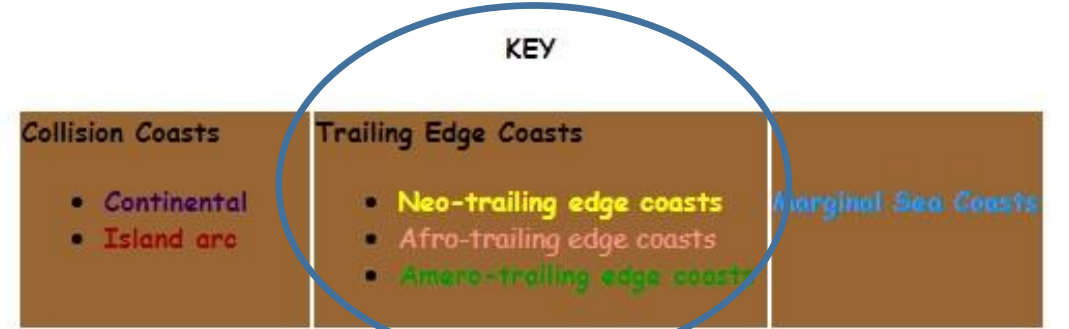 KEY
Collision Coasts
Continental
Island arc
Trailing Edge Coasts
Neo-trailing edge coasts
Afro-trailing edge coasts
Amero-trailing edge coasts
Marginal Sea Coasts